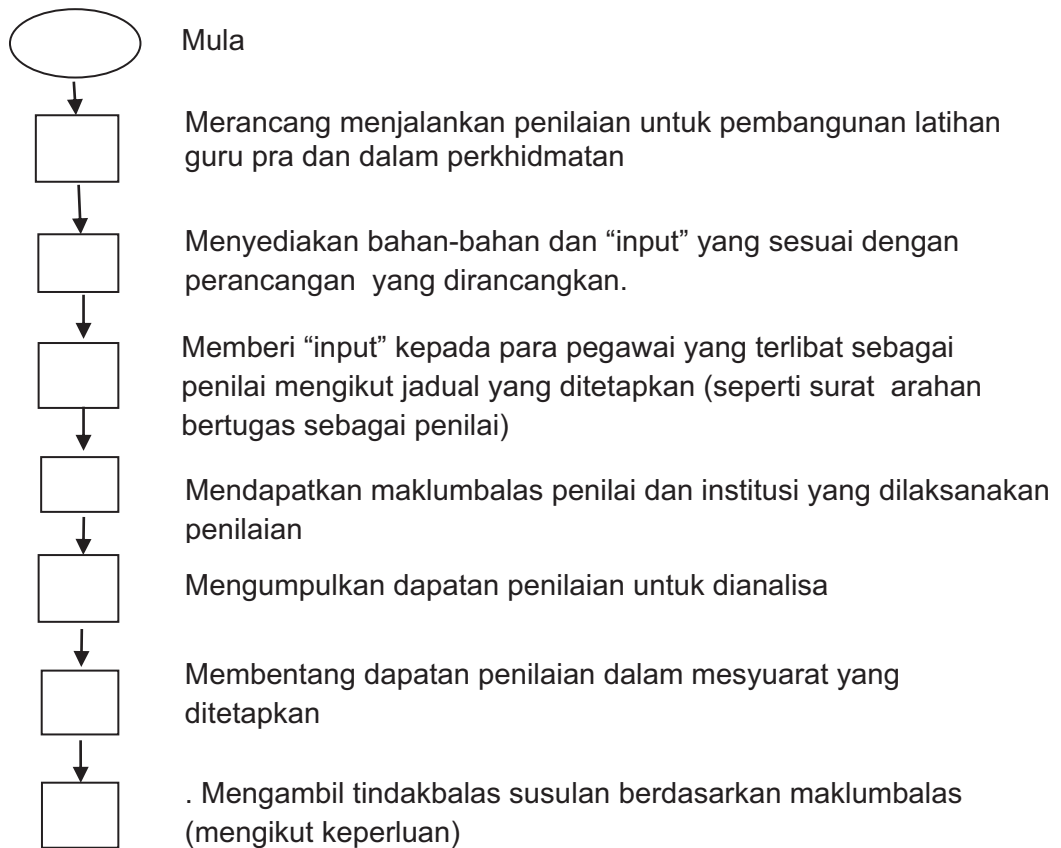 Mula
Merancang menjalankan penilaian untuk pembangunan latihan
guru pra dan dalam perkhidmatan
Menyediakan bahan-bahan dan “input” yang sesuai dengan
perancangan yang dirancangkan.
Memberi “input” kepada para pegawai yang terlibat sebagai
penilai mengikut jadual yang ditetapkan (seperti surat arahan
bertugas sebagai penilai)
Mendapatkan maklumbalas penilai dan institusi yang dilaksanakan
penilaian
Mengumpulkan dapatan penilaian untuk dianalisa
Membentang dapatan penilaian dalam mesyuarat yang
ditetapkan
. Mengambil tindakbalas susulan berdasarkan maklumbalas
(mengikut keperluan)